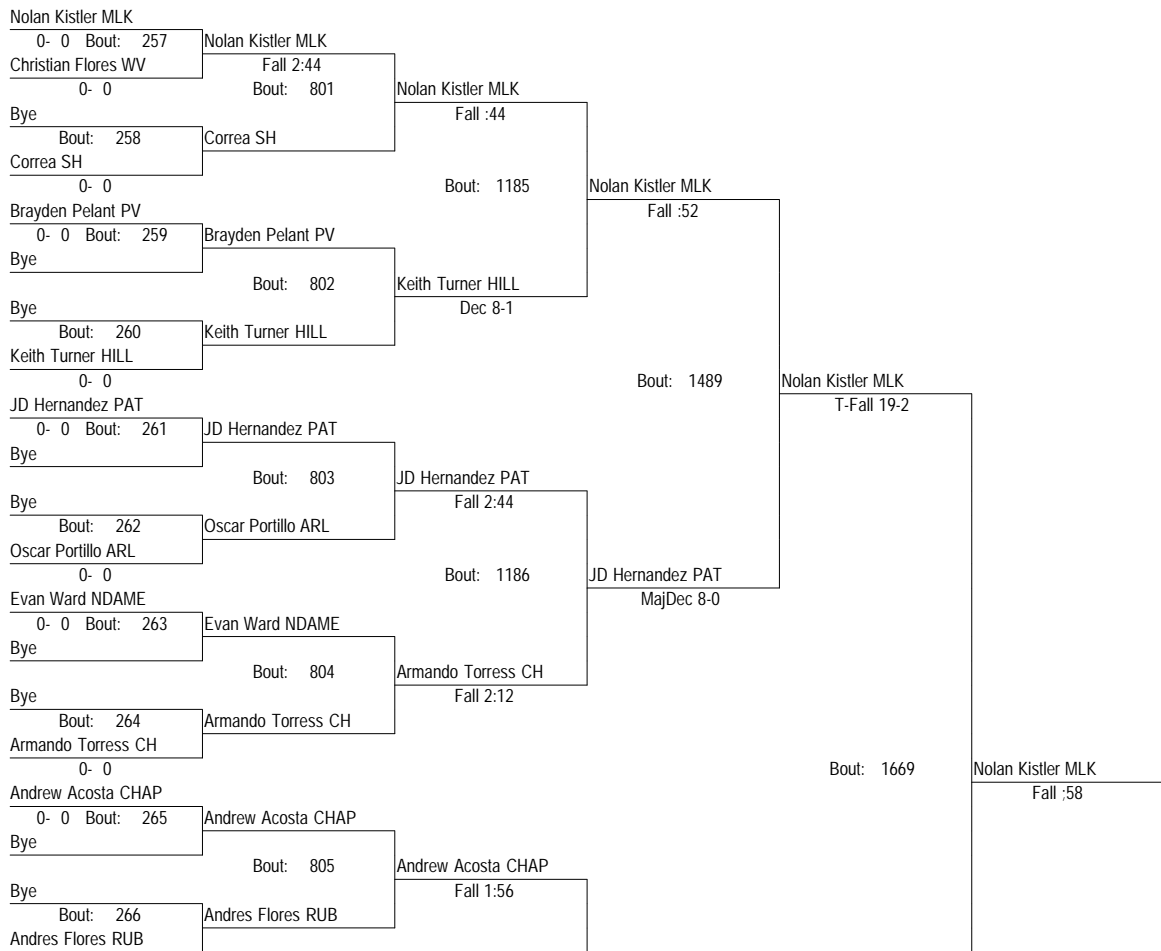 Nolan Kistler MLK
0- 0 Bout: 257 Nolan Kistler MLK
Christian Flores WV Fall 2:44
0- 0 Bout: 801 Nolan Kistler MLK
Bye Fall :44
Bout: 258 Correa SH
Correa SH
0- 0 Bout: 1185 Nolan Kistler MLK
Brayden Pelant PV Fall :52
0- 0 Bout: 259 Brayden Pelant PV
Bye
Bout: 802 Keith Turner HILL
Bye Dec 8-1
Bout: 260 Keith Turner HILL
Keith Turner HILL
0- 0 Bout: 1489 Nolan Kistler MLK
JD Hernandez PAT T-Fall 19-2
0- 0 Bout: 261 JD Hernandez PAT
Bye
Bout: 803 JD Hernandez PAT
Bye Fall 2:44
Bout: 262 Oscar Portillo ARL
Oscar Portillo ARL
0- 0 Bout: 1186 JD Hernandez PAT
Evan Ward NDAME MajDec 8-0
0- 0 Bout: 263 Evan Ward NDAME
Bye
Bout: 804 Armando Torress CH
Bye Fall 2:12
Bout: 264 Armando Torress CH
Armando Torress CH
0- 0 Bout: 1669 Nolan Kistler MLK
Andrew Acosta CHAP Fall ;58
0- 0 Bout: 265 Andrew Acosta CHAP
Bye
Bout: 805 Andrew Acosta CHAP
Bye Fall 1:56
Bout: 266 Andres Flores RUB
Andres Flores RUB